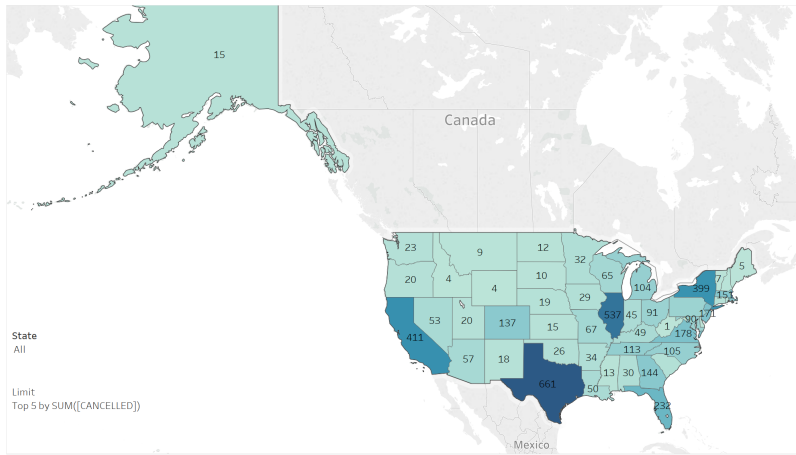 15
Canada
23 9 12 32 5
20 4 4 10 65 104 399 7 153
19 29
411 53 20 137 15 67 537 45 91 90 171
49 1 178
57 18 26 34 113 105
661 50 13 30 144
232
State
All
Limit
Top 5 by SUM([CANCELLED])
Mexico